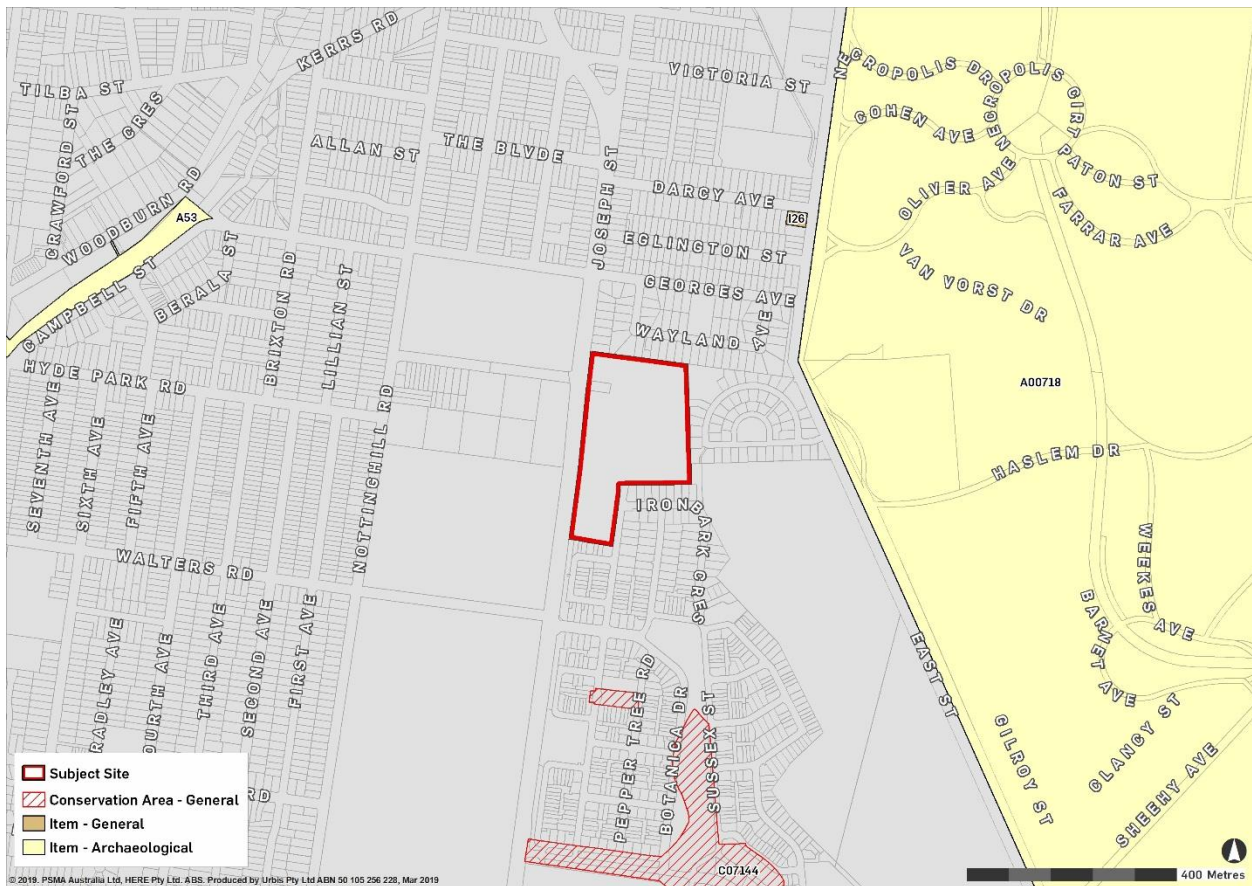 KERRS RD
VICTORIA ST
NECROPOLIS DR
NECROPOLIS CIRT
TILBA ST
THE CRES
CRAWFORD ST
COHEN AVE
ALLAN ST
THE BLVDE
JOSEPH ST
PATON ST
DARCY AVE
OLIVER AVE
WOODBURN RD
A53
I26
FARRAR AVE
EGLINGTON ST
CAMPBELL ST
BERALA ST
BRIXTON RD
LILLIAN ST
GEORGES AVE
VAN VORST DR
WAYLAND AVE
HYDE PARK RD
A00718
NOTTINGHILL RD
SEVENTH AVE
SIXTH AVE
FIFTH AVE
HASLEM DR
IRONBARK CRES
WEEKES AVE
WALTERS RD
BARNET AVE
RADLEY AVE
OURTH AVE
THIRD AVE
SECOND AVE
FIRST AVE
EAST ST
PEPPER TREE RD
BOTANICA DR
SUSSEX ST
GILROY ST
CLANCY ST
SHEEHY AVE
RD
C07144
Subject Site
Conservation Area - General
Item - General
Item - Archaeological
400 Metres
© 2019. PSMA Australia Ltd, HERE Pty Ltd. ABS. Produced by Urbis Pty Ltd ABN 50 105 256 228, Mar 2019